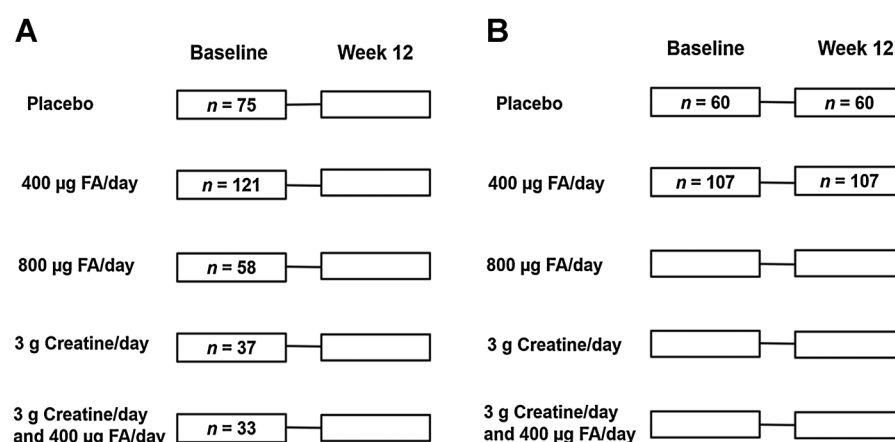 A
Baseline Week 12
Placebo n = 75
400 µg FA/day n = 121
800 µg FA/day n = 58
3 g Creatine/day n = 37
3 g Creatine/day
and 400 µg FA/day n = 33
B
Baseline Week 12
Placebo n = 60 n = 60
400 µg FA/day n = 107 n = 107
800 µg FA/day
3 g Creatine/day
3 g Creatine/day
and 400 µg FA/day